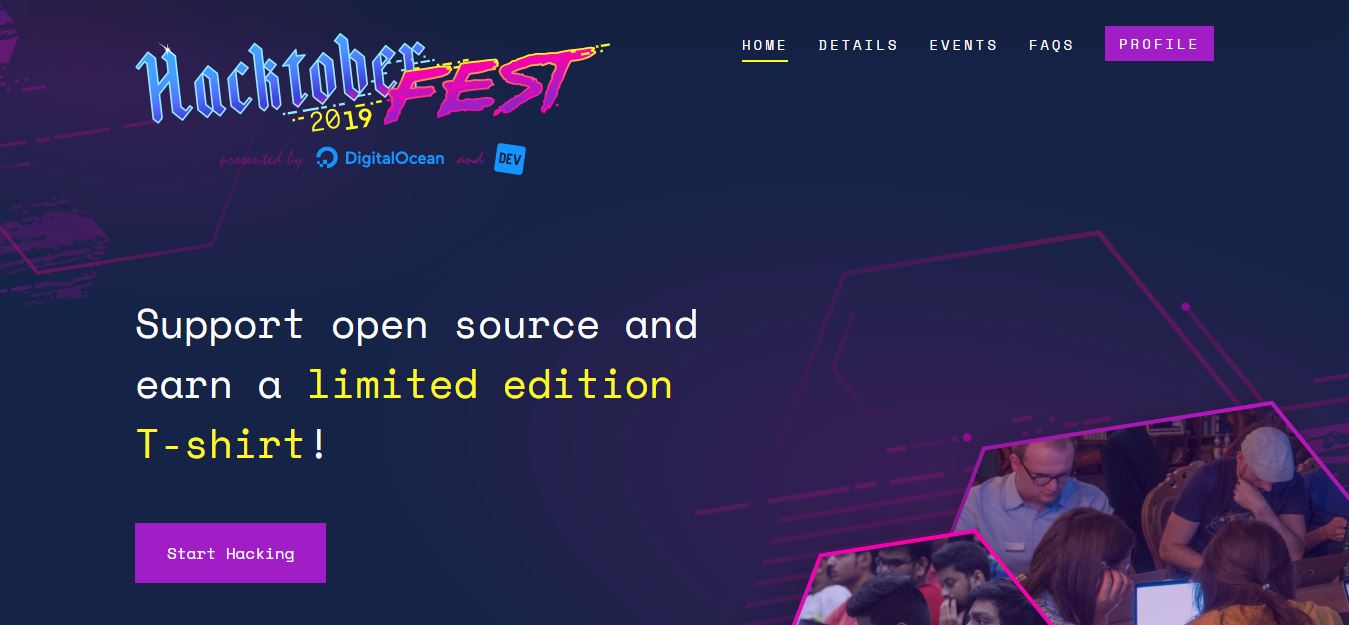 Hacktober FEST
2019
presented by DigitalOcean and DEV
HOME DETAILS EVENTS FAQS PROFILE
Support open source and
earn a limited edition
T-shirt!
Start Hacking